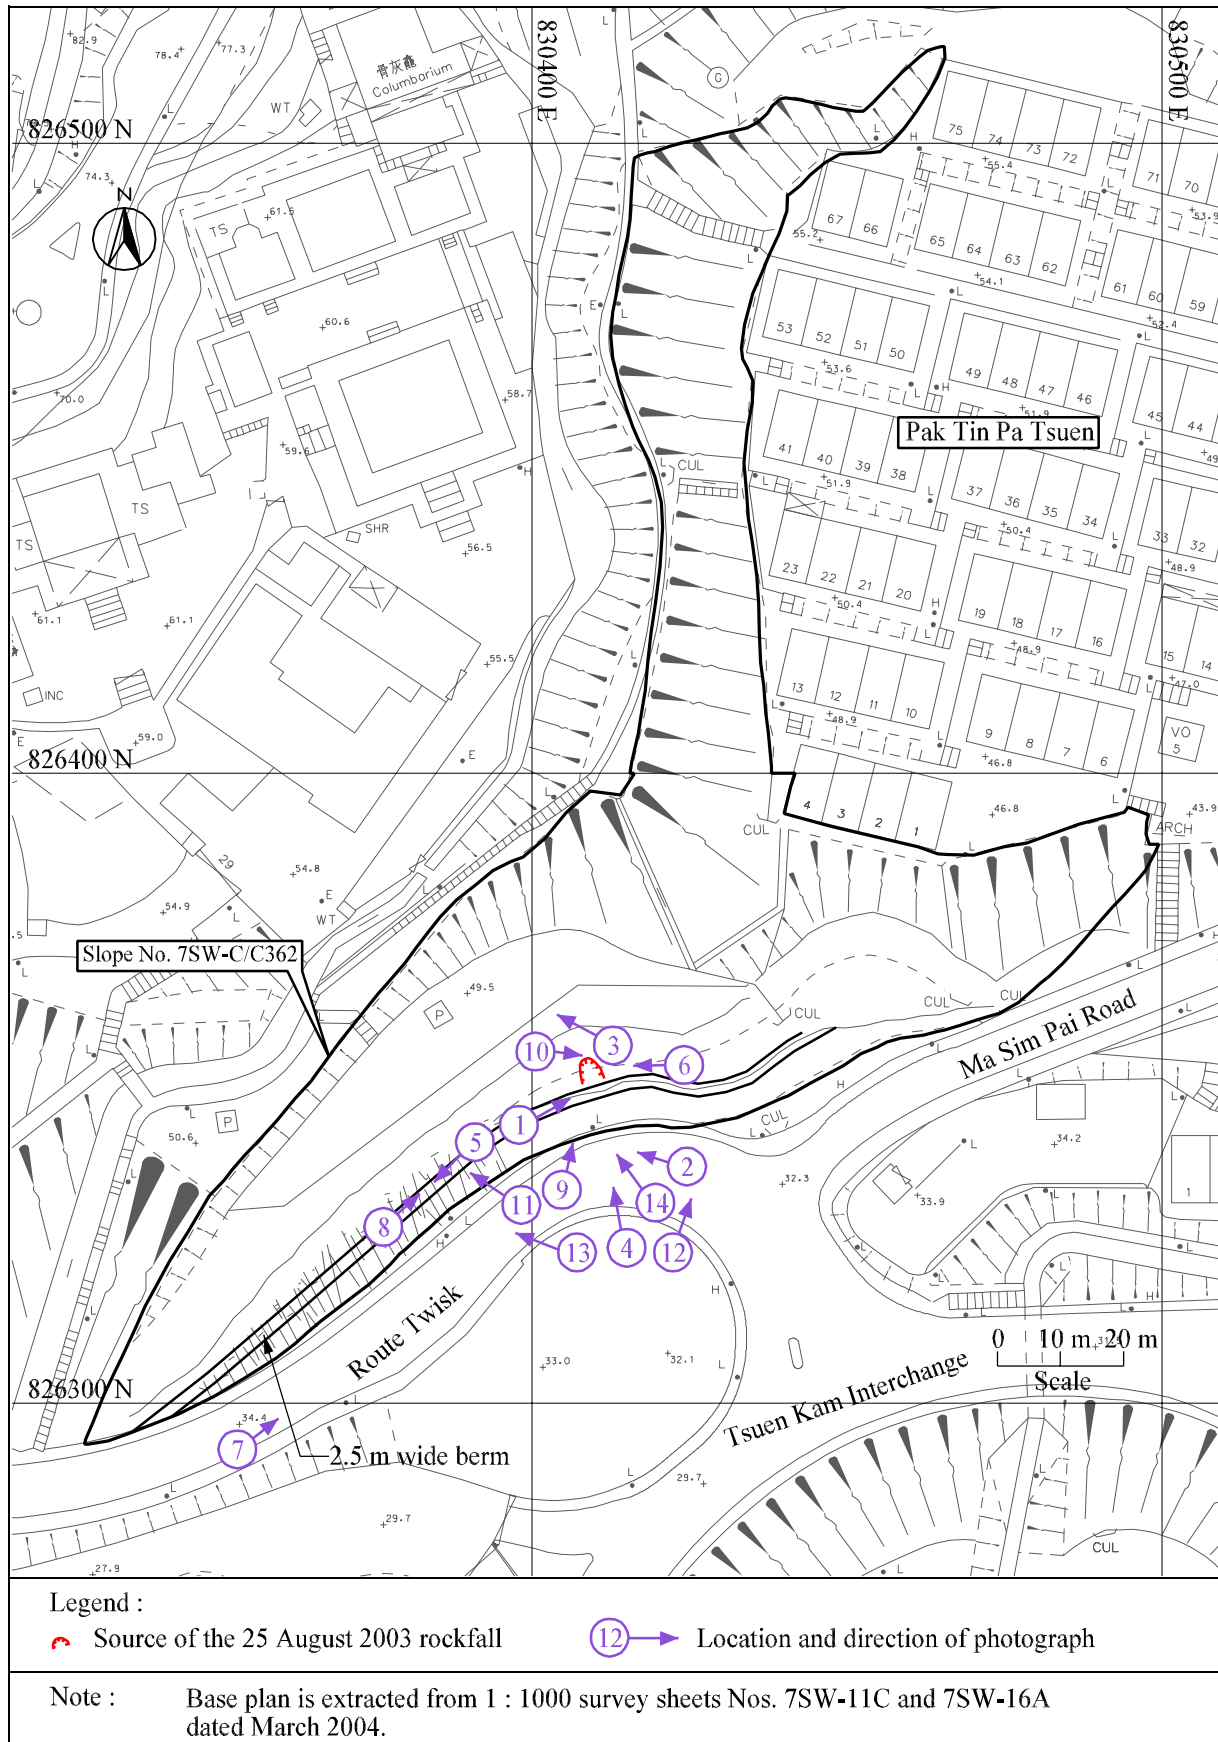 830400 E
830500 E
82.9
78.4
77.3
骨灰龕
Columbarium
WT
G
L
826500 N
H
74.3
N
75
74
73
72
55.4
71
70
53.9
TS
61.5
67
66
55.2
65
64
63
62
54.1
61
60
59
52.4
60.6
E
L
53
52
51
50
53.6
49
48
47
46
51.9
45
44
70.0
58.7
59.6
H
Pak Tin Pa Tsuen
41
40
39
38
51.9
CUL
37
36
35
34
50.4
33
32
48.9
TS
TS
SHR
56.5
23
22
21
20
50.4
19
18
17
16
48.9
15
14
47.0
61.1
61.1
55.5
INC
59.0
E
13
12
11
10
48.9
9
8
7
6
46.8
VO
5
826400 N
E
4
3
2
1
46.8
43.9
CUL
ARCH
29
54.8
54.9
E
WT
L
Slope No. 7SW-C/C362
49.5
P
CUL
CUL
CUL
Ma Sim Pai Road
3
10
6
1
5
H
CUL
34.2
50.6
P
2
9
11
14
32.3
33.9
1
8
13
4
12
H
Route Twisk
33.0
32.1
0 10 m 20 m
31.5
Scale
826300 N
34.4
7
2.5 m wide berm
Tsuen Kam Interchange
29.7
29.7
27.9
CUL
Legend :
Source of the 25 August 2003 rockfall
12
Location and direction of photograph
Note :
Base plan is extracted from 1 : 1000 survey sheets Nos. 7SW-11C and 7SW-16A
dated March 2004.